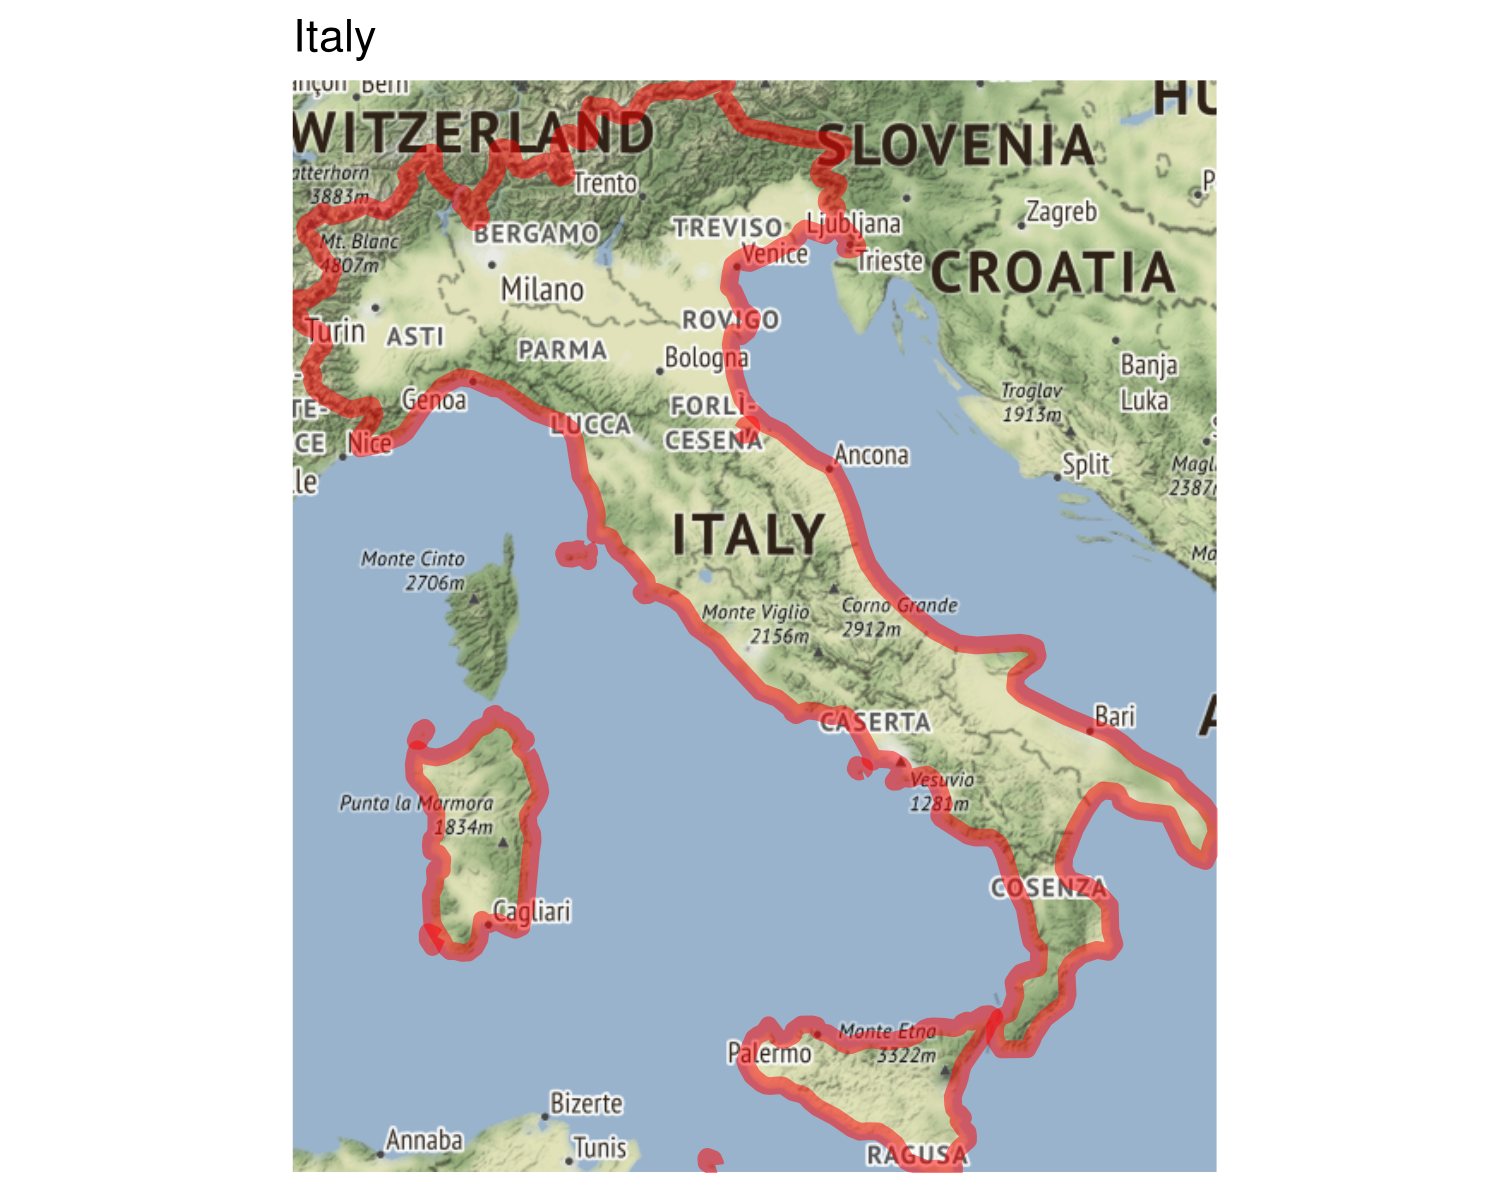 Italy
Bern
HU
WITZERLAND
SLOVENIA
atterhorn
3883m
Trento
P
Zagreb
BERGAMO
TREVISO
Ljubljana
Mt. Blanc
4807m
Venice
Trieste
CROATIA
Milano
ROVIGO
Turin
ASTI
PARMA
Bologna
Banja
Luka
Troglav
1913m
TE-
CE
Genoa
FORLÌ-
CESENA
LUCCA
Nice
le
Ancona
Split
Magl
2387m
ITALY
Monte Cinto
2706m
Ma
Monte Viglio
2156m
Corno Grande
2912m
CASERTA
Bari
A
Vesuvio
1281m
Punta la Marmora
1834m
COSENZA
Cagliari
Monte Etna
3322m
Palermo
Bizerte
Annaba
Tunis
RAGUSA